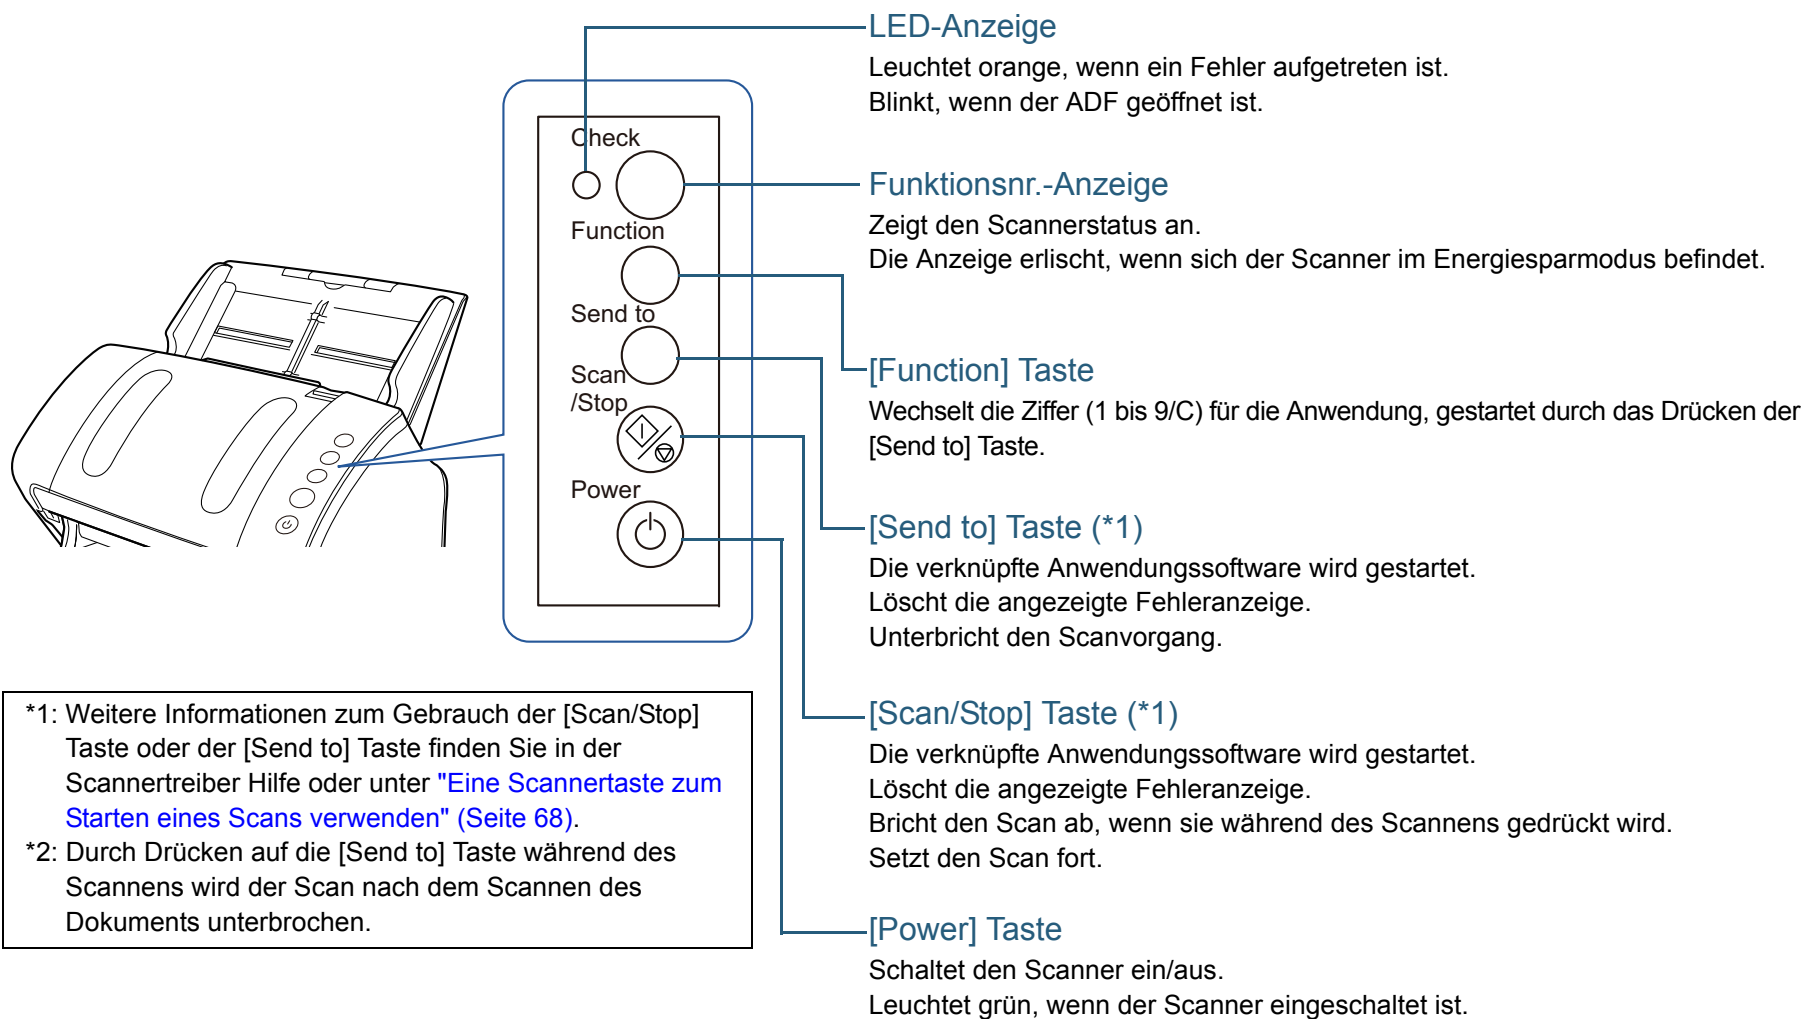 LED-Anzeige
Leuchtet orange, wenn ein Fehler aufgetreten ist.
Blinkt, wenn der ADF geöffnet ist.
Check
Funktionsnr.-Anzeige
Zeigt den Scannerstatus an.
Die Anzeige erlischt, wenn sich der Scanner im Energiesparmodus befindet.
Function
Send to
Scan
/Stop
Power
[Function] Taste
Wechselt die Ziffer (1 bis 9/C) für die Anwendung, gestartet durch das Drücken der
[Send to] Taste.
[Send to] Taste (*1)
Die verknüpfte Anwendungssoftware wird gestartet.
Löscht die angezeigte Fehleranzeige.
Unterbricht den Scanvorgang.
[Scan/Stop] Taste (*1)
Die verknüpfte Anwendungssoftware wird gestartet.
Löscht die angezeigte Fehleranzeige.
Bricht den Scan ab, wenn sie während des Scannens gedrückt wird.
Setzt den Scan fort.
[Power] Taste
Schaltet den Scanner ein/aus.
Leuchtet grün, wenn der Scanner eingeschaltet ist.
*1: Weitere Informationen zum Gebrauch der [Scan/Stop]
Taste oder der [Send to] Taste finden Sie in der
Scannertreiber Hilfe oder unter "Eine Scannertaste zum
Starten eines Scans verwenden" (Seite 68).
*2: Durch Drücken auf die [Send to] Taste während des
Scannens wird der Scan nach dem Scannen des
Dokuments unterbrochen.